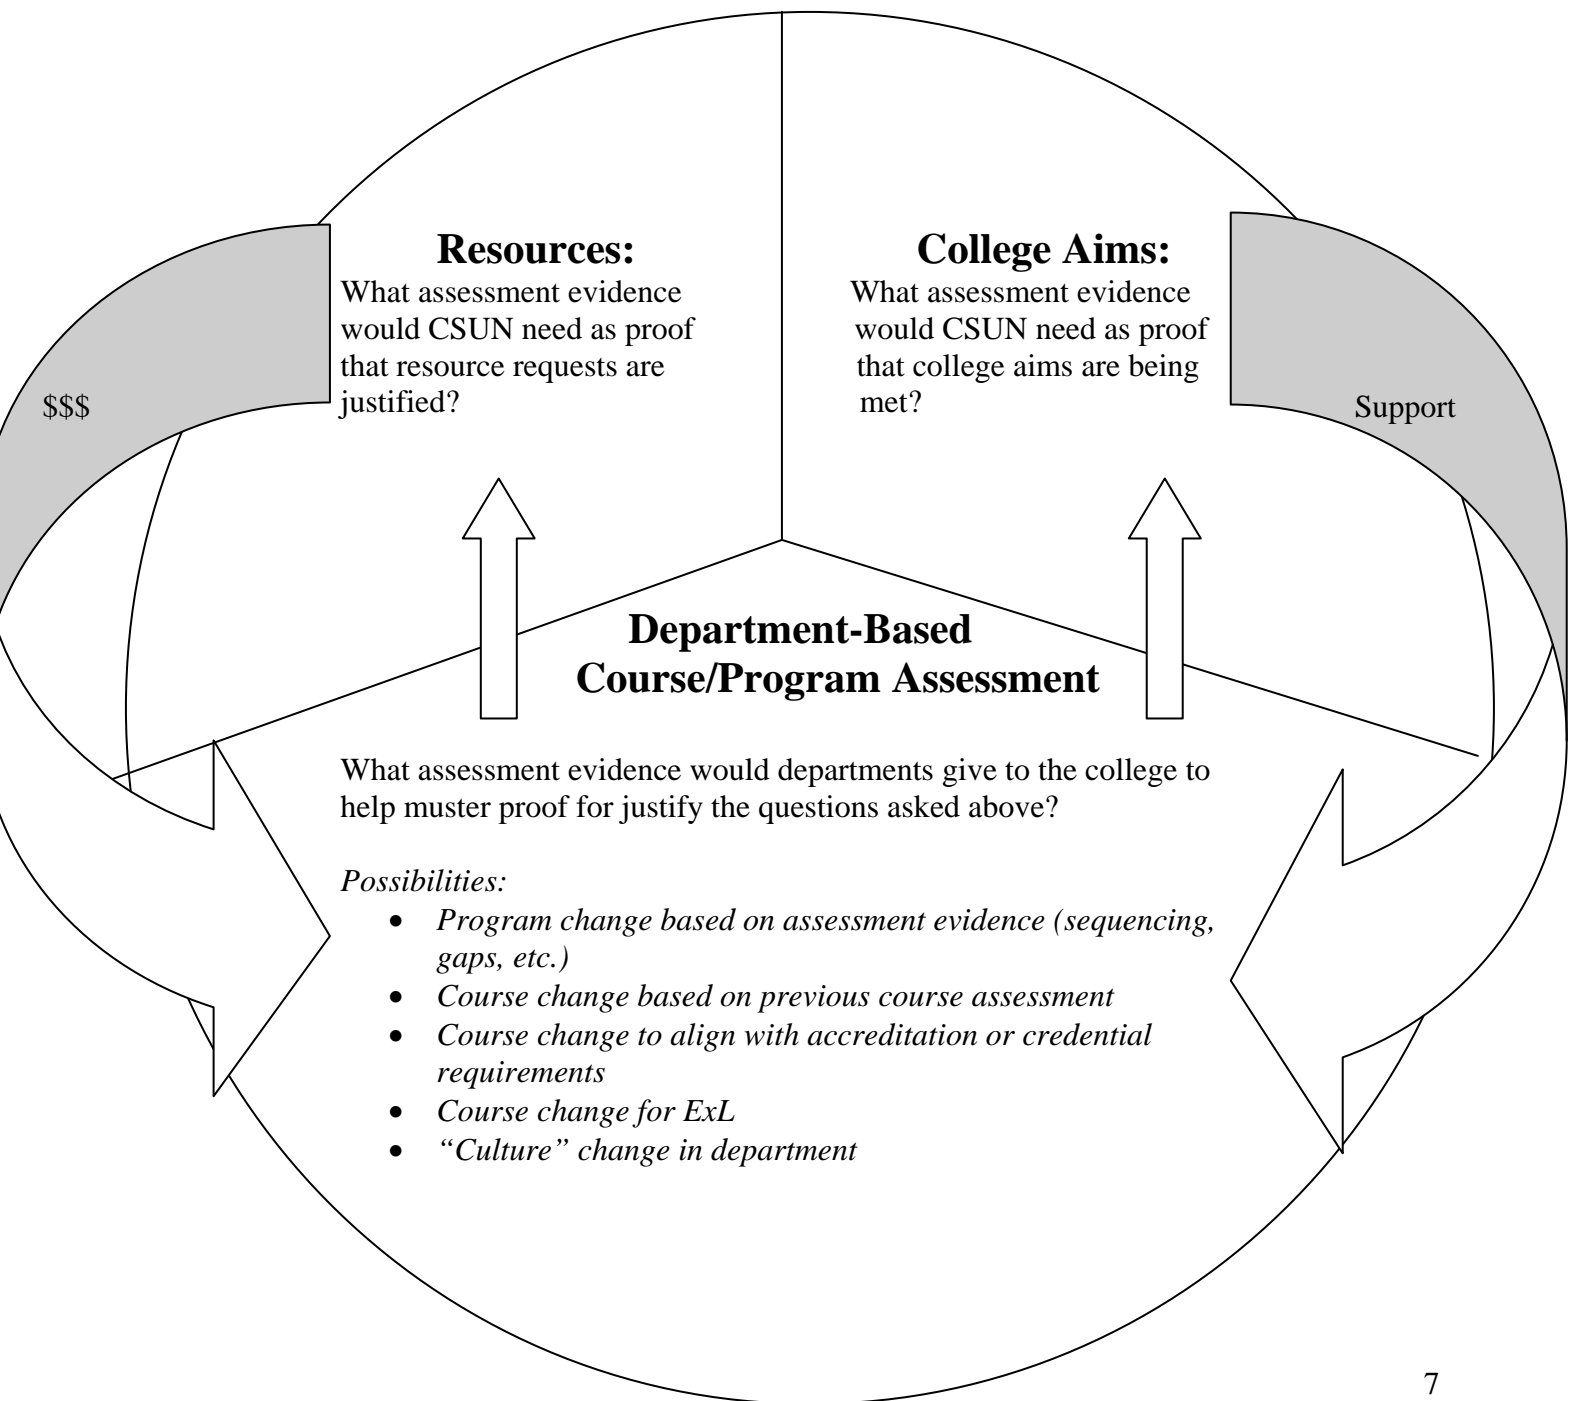 Resources:
What assessment evidence
would CSUN need as proof
that resource requests are
justified?
$$$
College Aims:
What assessment evidence
would CSUN need as proof
that college aims are being
met?
Support
Department-Based
Course/Program Assessment
What assessment evidence would departments give to the college to
help muster proof for justify the questions asked above?
Possibilities:
• Program change based on assessment evidence (sequencing,
gaps, etc.)
• Course change based on previous course assessment
• Course change to align with accreditation or credential
requirements
• Course change for ExL
• “Culture” change in department
7